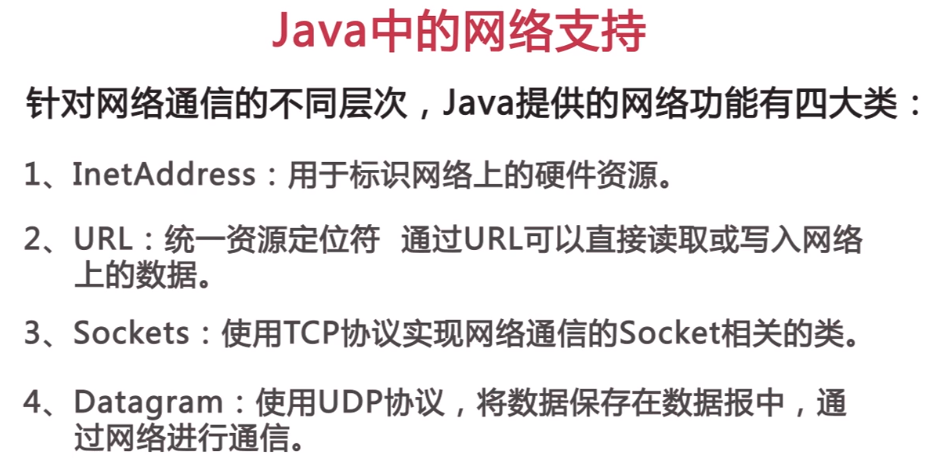 Java中的网络支持
针对网络通信的不同层次，Java提供的网络功能有四大类：
1、InetAddress：用于标识网络上的硬件资源。
2、URL：统一资源定位符 通过URL可以直接读取或写入网络
上的数据。
3、Sockets：使用TCP协议实现网络通信的Socket相关的类。
4、Datagram：使用UDP协议，将数据保存在数据报中，通
过网络进行通信。